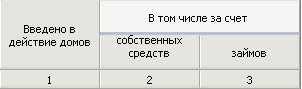 Введено в
действие домов
В том числе за счет
собственных
средств
займов
1
2
3